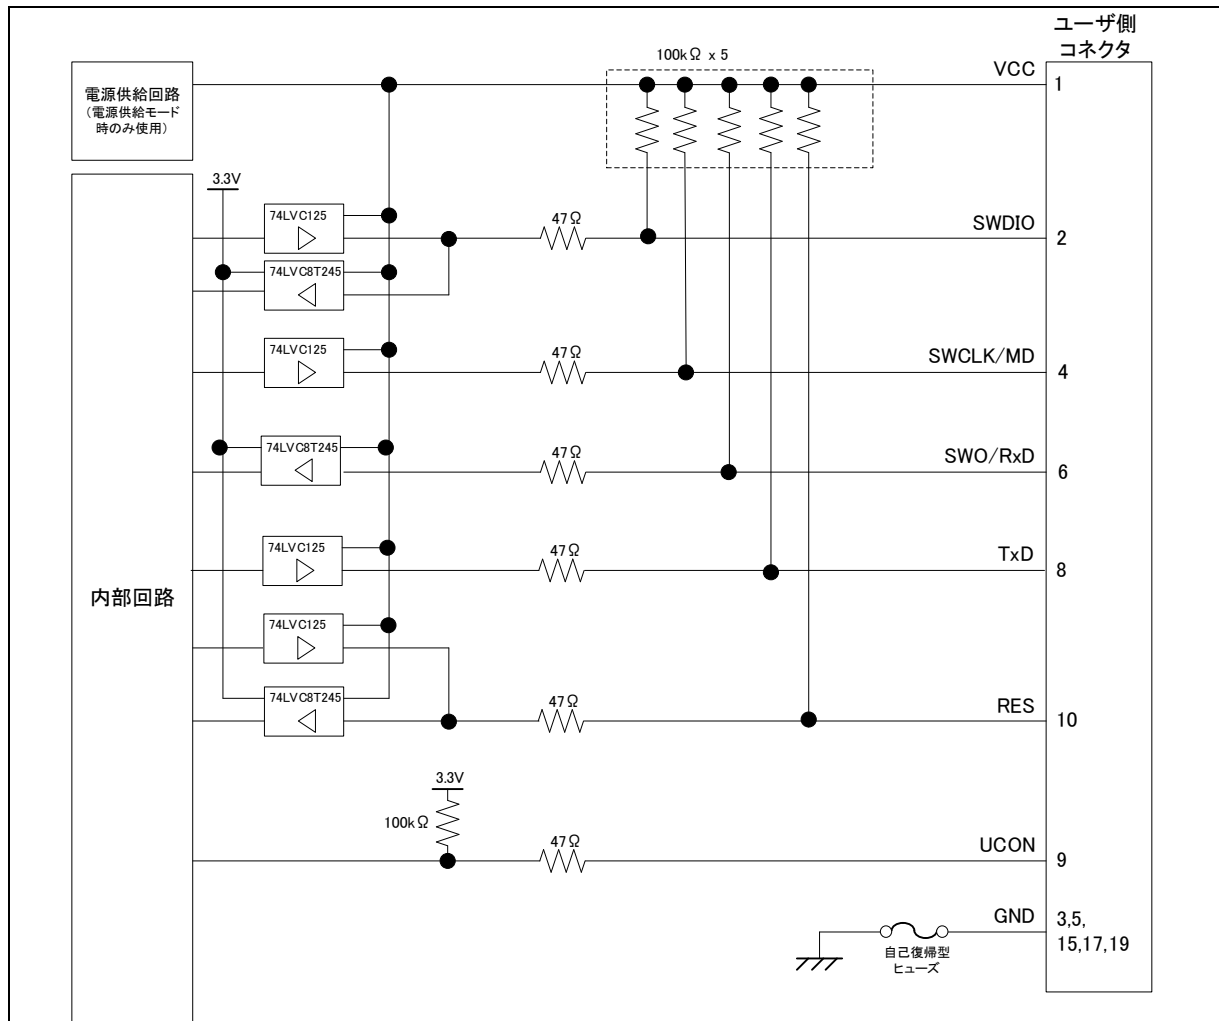 ユーザ側
コネクタ
100kΩ x 5
VCC
1
電源供給回路
（電源供給モード
時のみ使用）
3.3V
74LVC125
47Ω
SWDIO
2
74LVC8T245
74LVC125
47Ω
SWCLK/MD
4
74LVC8T245
47Ω
SWO/RxD
6
74LVC125
47Ω
TxD
8
内部回路
74LVC125
74LVC8T245
47Ω
RES
10
3.3V
100kΩ
47Ω
UCON
9
GND
3,5,
15,17,19
自己復帰型
ヒューズ